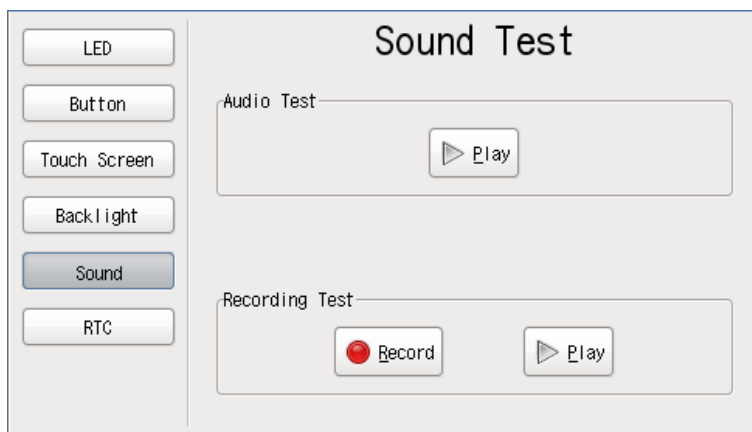 LED
Button
Touch Screen
Backlight
Sound
RTC
Sound Test
Audio Test
Play
Recording Test
Record
Play